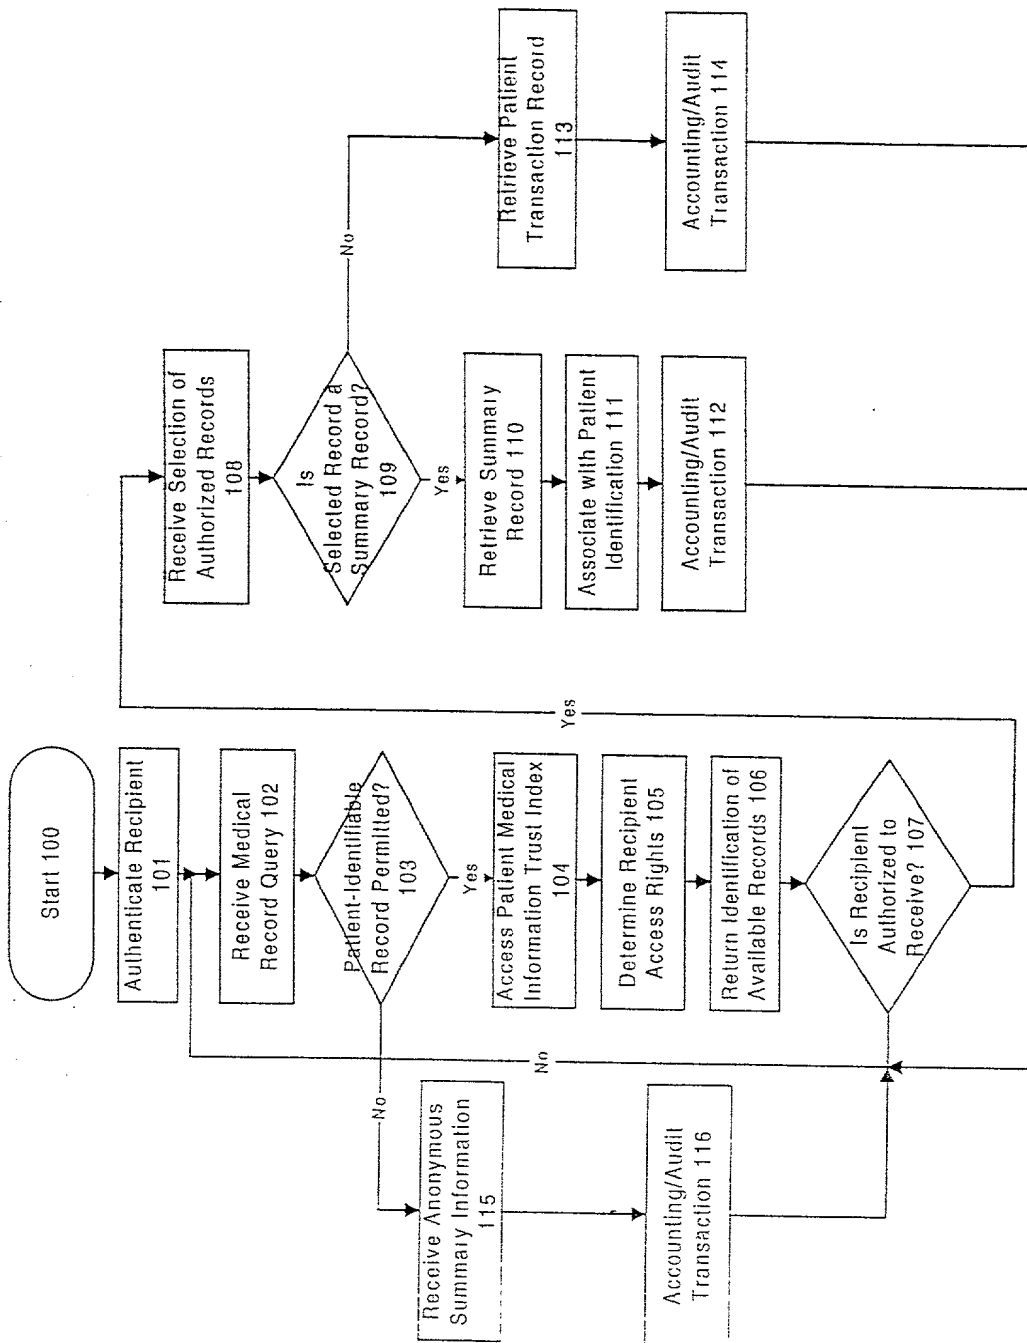 Start 100
Authenticate Recipient
101
Receive Medical
Record Query 102
Patient-Identifiable
Record Permitted?
103
Yes
No
Access Patient Medical
Information Trust Index
104
Determine Recipient
Access Rights 105
Return Identification of
Available Records 106
Is Recipient
Authorized to
Receive? 107
Yes
No
Receive Selection of
Authorized Records
108
Is
Selected Record a
Summary Record?
109
Yes
No
Retrieve Summary
Record 110
Associate with Patient
Identification 111
Accounting/Audit
Transaction 112
Retrieve Patient
Transaction Record
113
Accounting/Audit
Transaction 114
Receive Anonymous
Summary Information
115
Accounting/Audit
Transaction 116